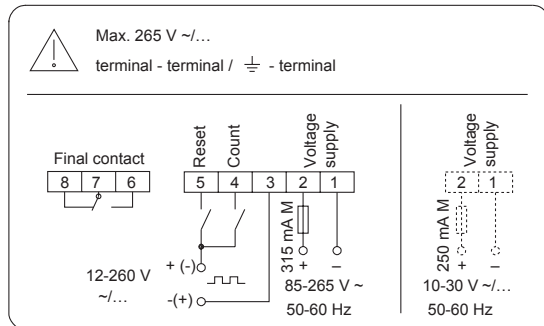 Max. 265 V ~/…
terminal - terminal / ⏚ - terminal
Final contact
8 7 6
Reset
Count
Voltage
supply
5 4 3 2 1
315 mA M
+ (-)
-(+)
12-260 V
~/…
+ –
85-265 V ~
50-60 Hz
Voltage
supply
2 1
250 mA M
+ –
10-30 V ~/…
50-60 Hz